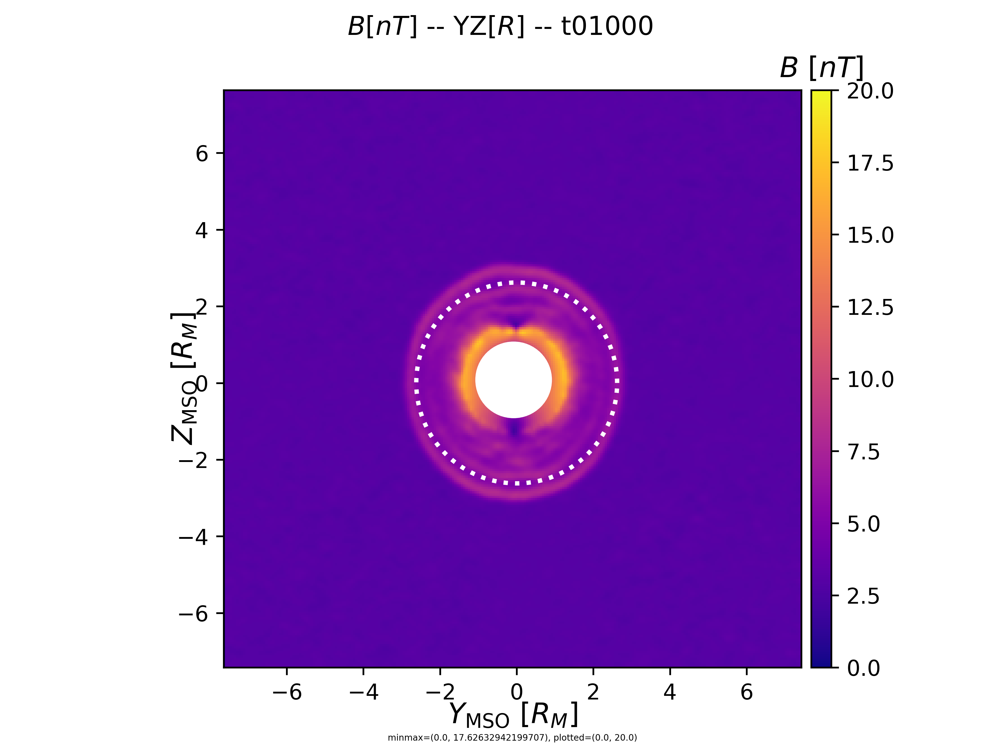 B[nT] -- YZ[R] -- t01000
B [nT]
20.0
17.5
15.0
12.5
10.0
7.5
5.0
2.5
0.0
Z_MSO [R_M]
6
4
2
0
−2
−4
−6
−6 −4 −2 0 2 4 6
Y_MSO [R_M]
minmax=(0.0, 17.62632942199707), plotted=(0.0, 20.0)